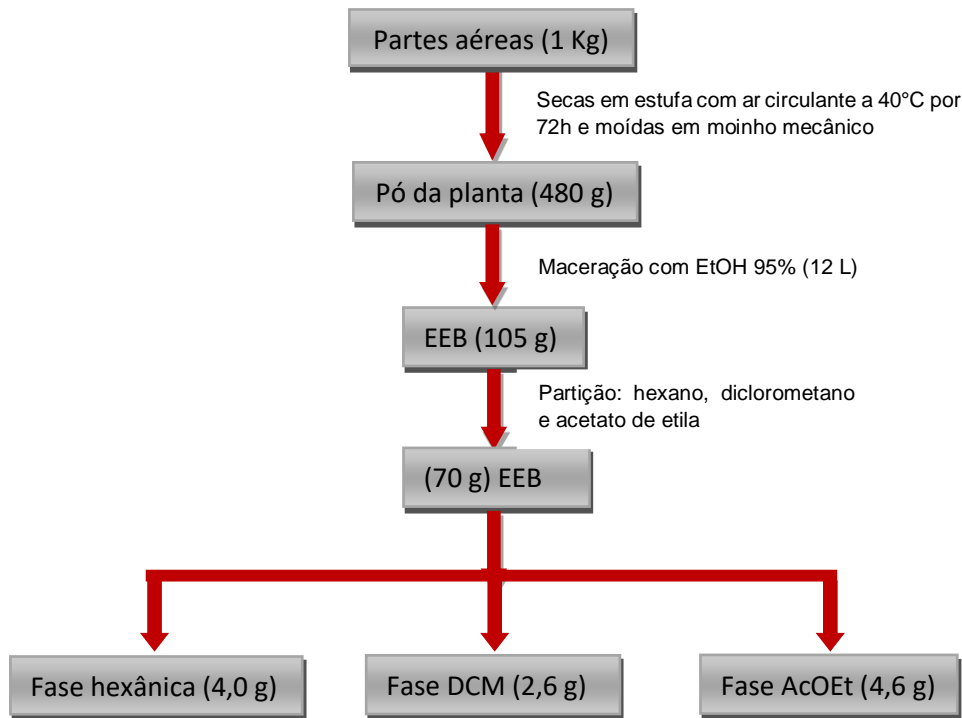 Partes aéreas (1 Kg)
Secas em estufa com ar circulante a 40°C por
72h e moídas em moinho mecânico
Pó da planta (480 g)
Maceração com EtOH 95% (12 L)
EEB (105 g)
Partição: hexano, diclorometano
e acetato de etila
(70 g) EEB
Fase hexânica (4,0 g)
Fase DCM (2,6 g)
Fase AcOEt (4,6 g)